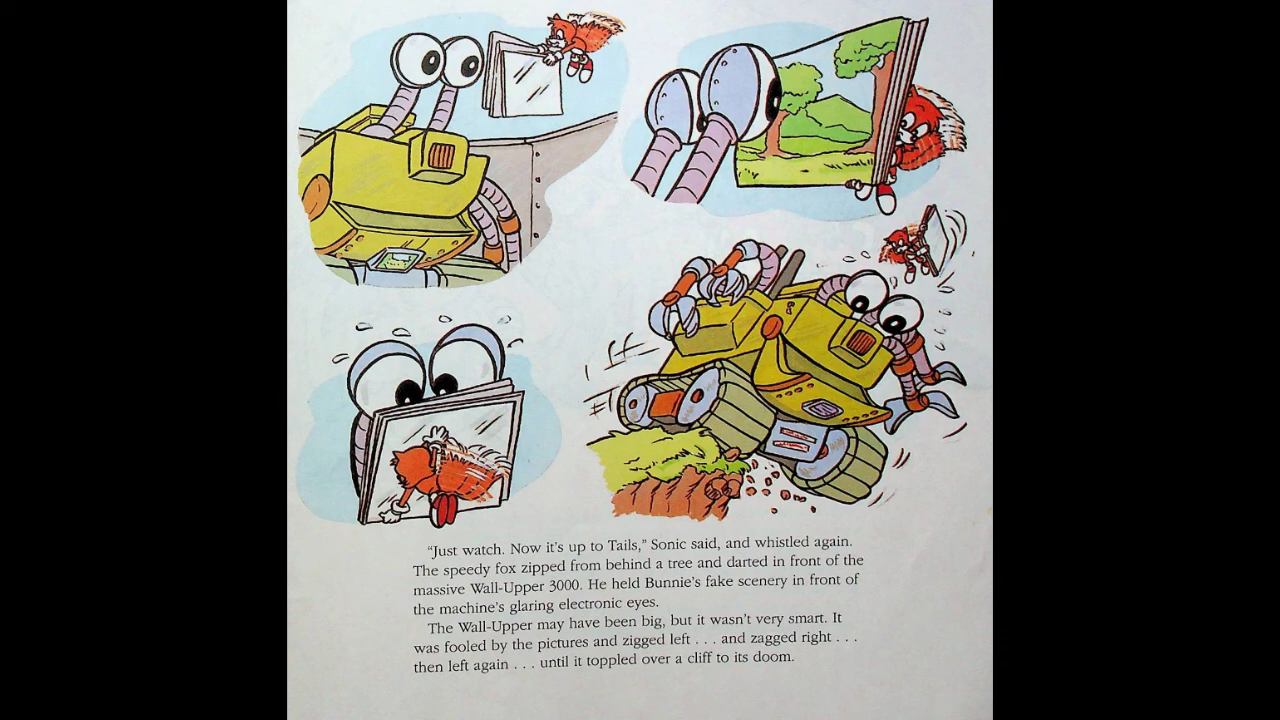 “Just watch. Now it’s up to Tails,” Sonic said, and whistled again.
The speedy fox zipped from behind a tree and darted in front of the
massive Wall-Upper 3000. He held Bunnie’s fake scenery in front of
the machine’s glaring electronic eyes.
The Wall-Upper may have been big, but it wasn’t very smart. It
was fooled by the pictures and zigged left . . . and zagged right . . .
then left again . . . until it toppled over a cliff to its doom.